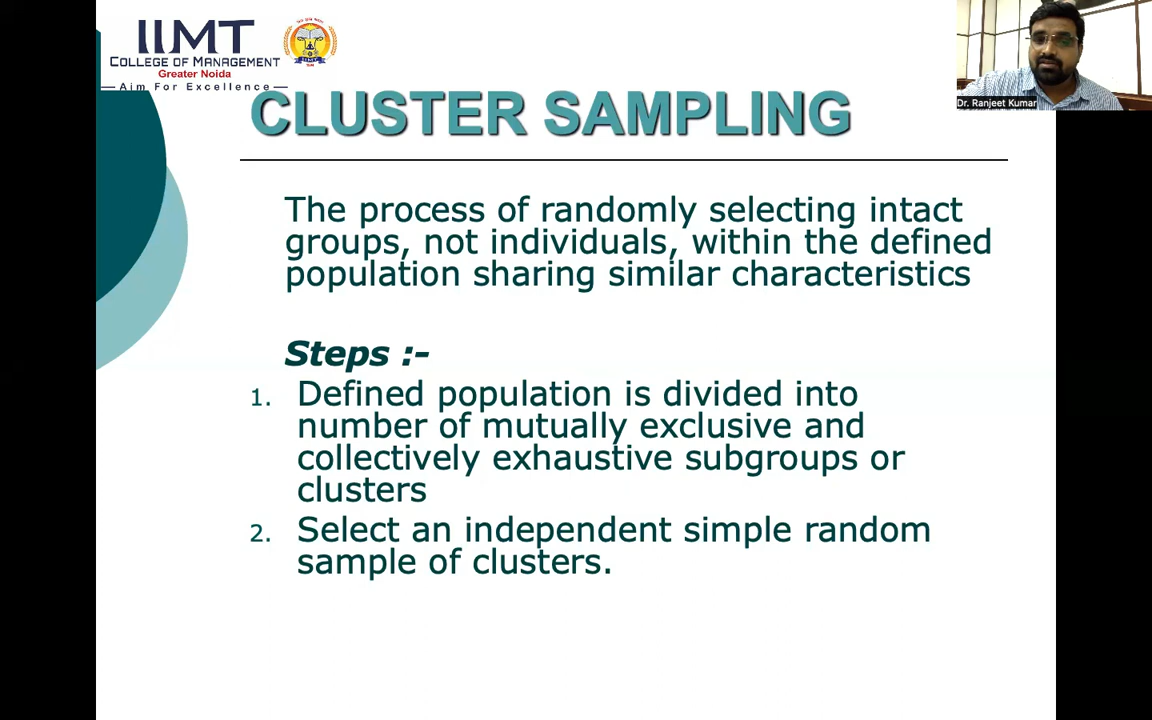 IIMT
COLLEGE OF MANAGEMENT
Greater Noida
—Aim For Excellence—
Dr. Ranjeet Kumar
CLUSTER SAMPLING
The process of randomly selecting intact
groups, not individuals, within the defined
population sharing similar characteristics
Steps :-
1. Defined population is divided into
number of mutually exclusive and
collectively exhaustive subgroups or
clusters
2. Select an independent simple random
sample of clusters.